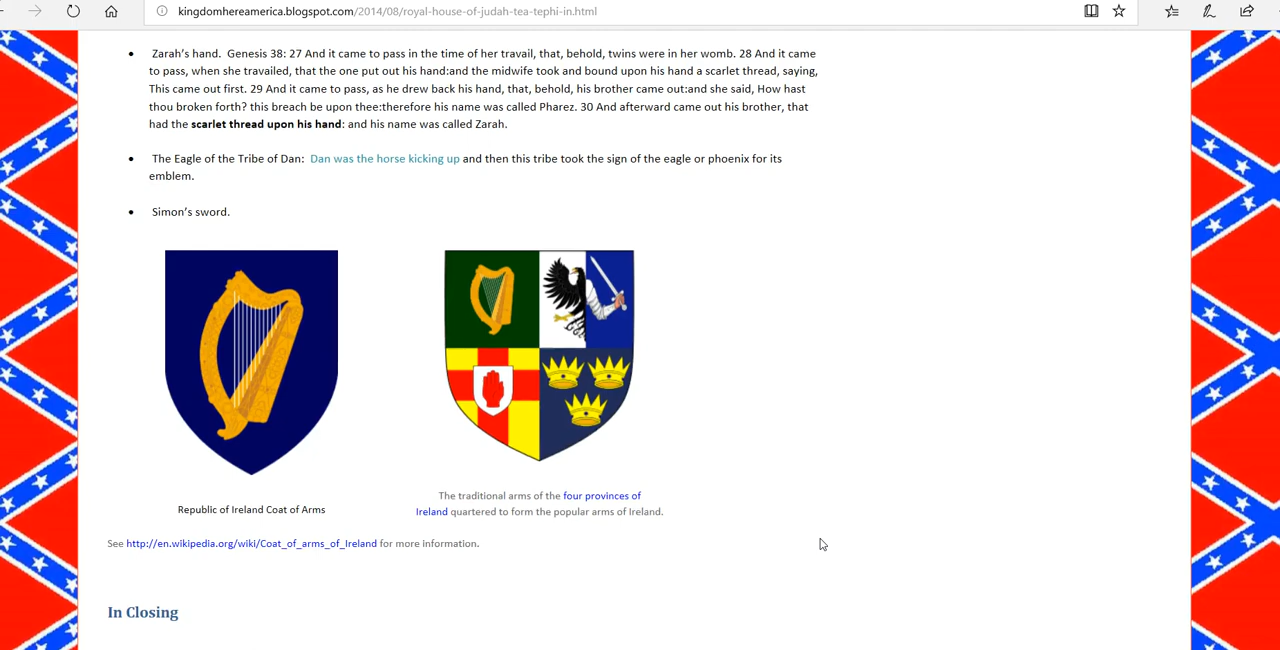 kingdomhereamerica.blogspot.com/2014/08/royal-house-of-judah-tea-tephi-in.html
• Zarah’s hand. Genesis 38: 27 And it came to pass in the time of her travail, that, behold, twins were in her womb. 28 And it came
to pass, when she travailed, that the one put out his hand:and the midwife took and bound upon his hand a scarlet thread, saying,
This came out first. 29 And it came to pass, as he drew back his hand, that, behold, his brother came out:and she said, How hast
thou broken forth? this breach be upon thee:therefore his name was called Pharez. 30 And afterward came out his brother, that
had the scarlet thread upon his hand: and his name was called Zarah.
• The Eagle of the Tribe of Dan: Dan was the horse kicking up and then this tribe took the sign of the eagle or phoenix for its
emblem.
• Simon’s sword.
Republic of Ireland Coat of Arms
The traditional arms of the four provinces of
Ireland quartered to form the popular arms of Ireland.
See http://en.wikipedia.org/wiki/Coat_of_arms_of_Ireland for more information.
In Closing